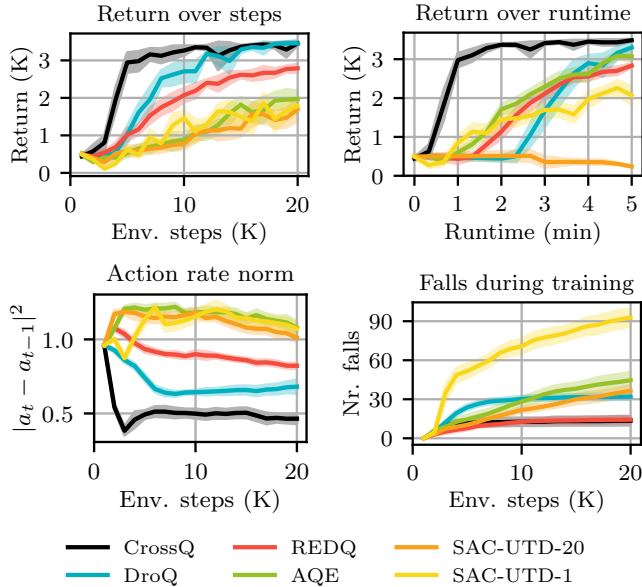 Return over steps
Return over runtime
Return (K)
3
2
1
0
0
10
20
Env. steps (K)
Return (K)
3
2
1
0
0
1
2
3
4
5
Runtime (min)
Action rate norm
Falls during training
|a_t − a_{t−1}|^2
1.0
0.5
0
10
20
Env. steps (K)
Nr. falls
90
60
30
0
0
10
20
Env. steps (K)
CrossQ
REDQ
SAC-UTD-20
DroQ
AQE
SAC-UTD-1